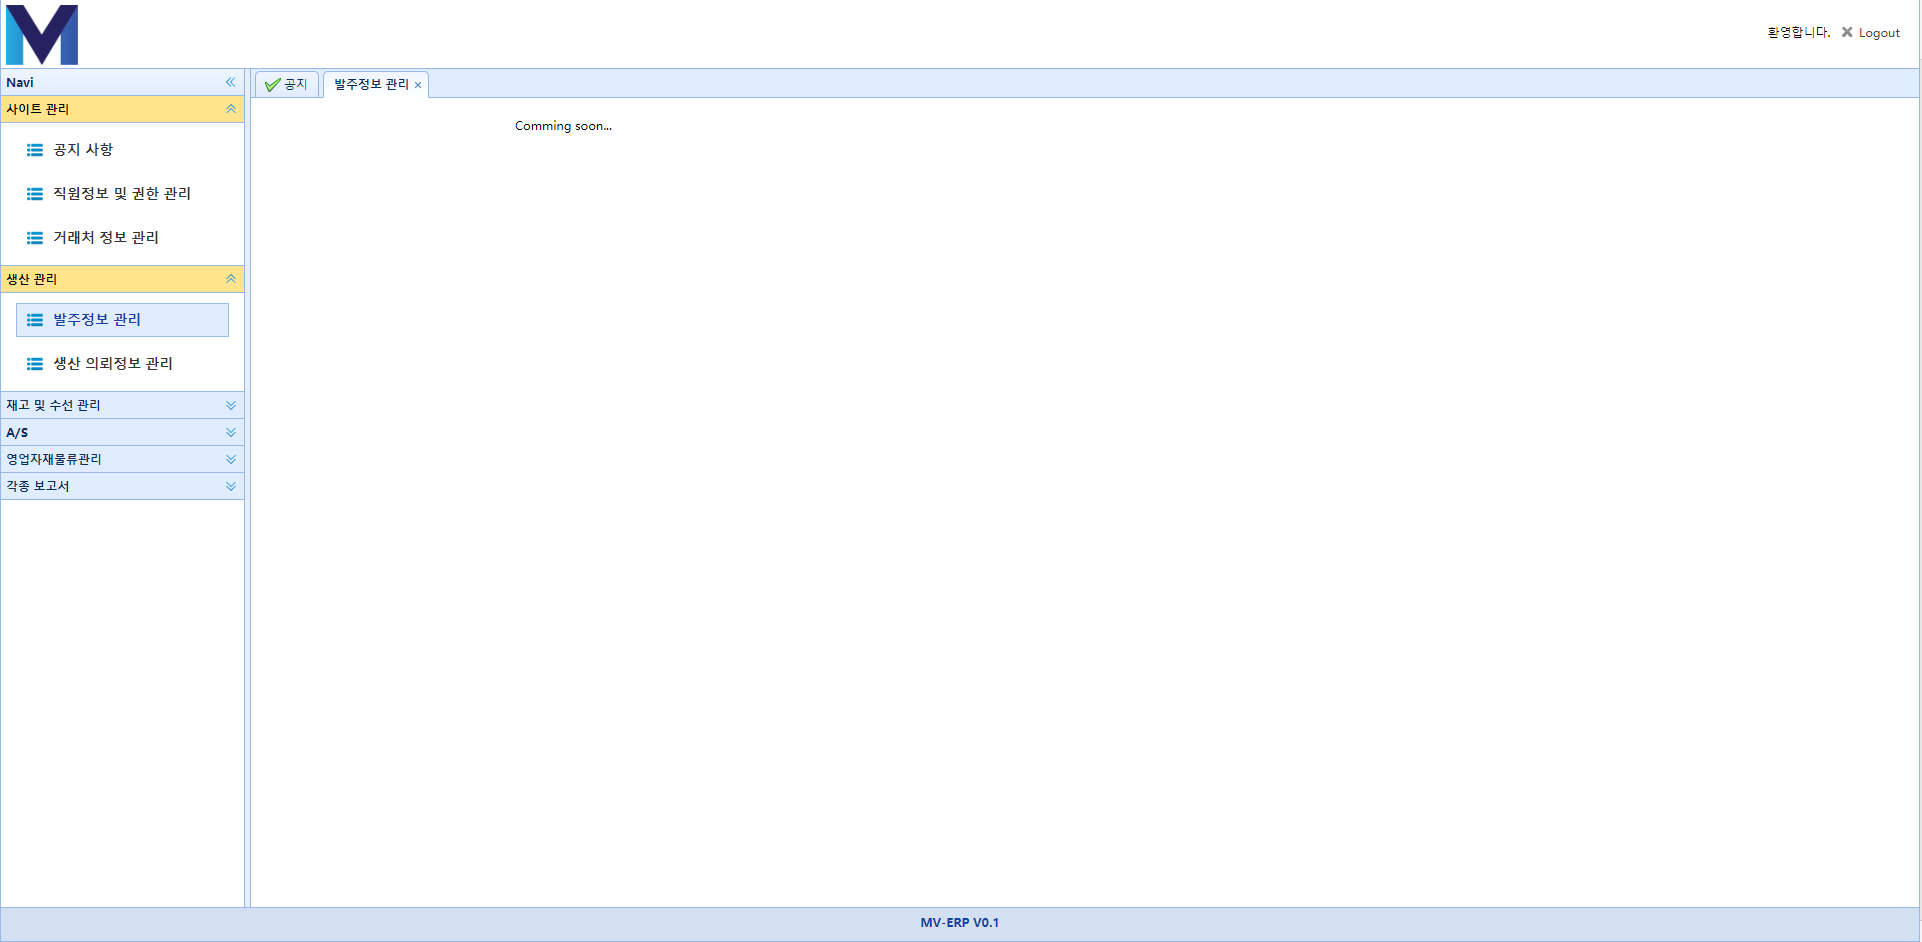 환영합니다. Logout
Navi
사이트 관리
공지 사항
직원정보 및 권한 관리
거래처 정보 관리
생산 관리
발주정보 관리
생산 의뢰정보 관리
재고 및 수선 관리
A/S
영업자재물류관리
각종 보고서
공지
발주정보 관리
Comming soon...
MV-ERP V0.1